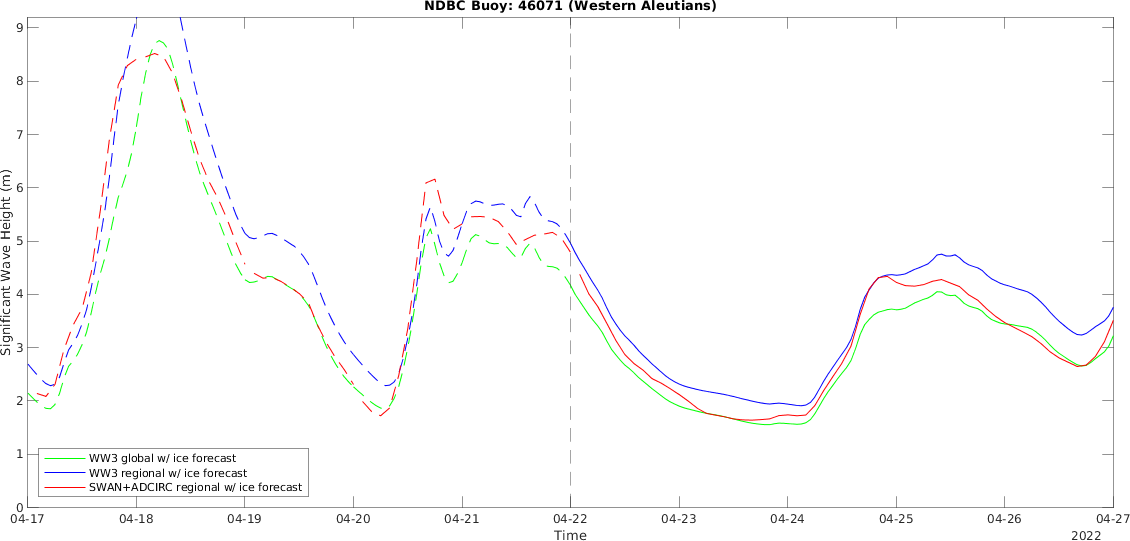 NDBC Buoy: 46071 (Western Aleutians)
9
8
7
6
5
4
3
2
1
0
Significant Wave Height (m)
WW3 global w/ ice forecast
WW3 regional w/ ice forecast
SWAN+ADCIRC regional w/ ice forecast
04-17 04-18 04-19 04-20 04-21 04-22 04-23 04-24 04-25 04-26 04-27
Time
2022